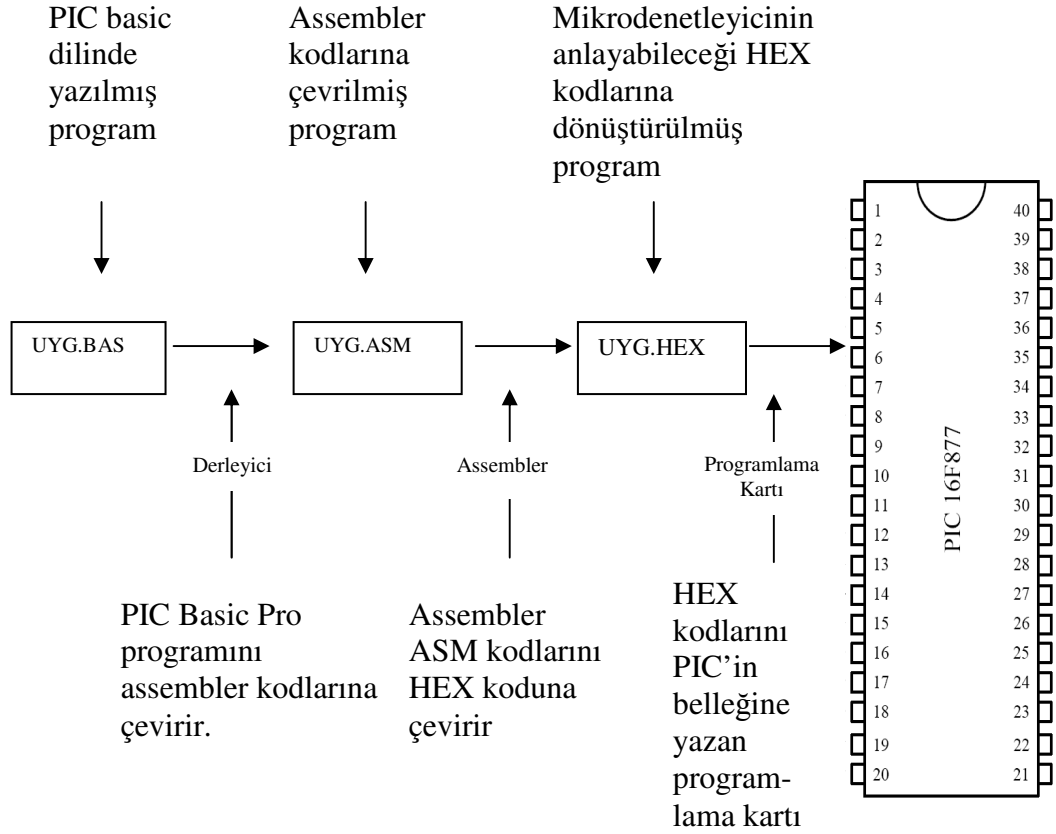 PIC basic
dilinde
yazılmış
program
Assembler
kodlarına
çevrilmiş
program
Mikrodenetleyicinin
anlayabileceği HEX
kodlarına
dönüştürülmüş
program
UYG.BAS
UYG.ASM
UYG.HEX
Derleyici
Assembler
Programlama
Kartı
PIC Basic Pro
programını
assembler kodlarına
çevirir.
Assembler
ASM kodlarını
HEX koduna
çevirir
HEX
kodlarını
PIC’in
belleğine
yazan
program-
lama kartı
PIC 16F877
1 40
2 39
3 38
4 37
5 36
6 35
7 34
8 33
9 32
10 31
11 30
12 29
13 28
14 27
15 26
16 25
17 24
18 23
19 22
20 21